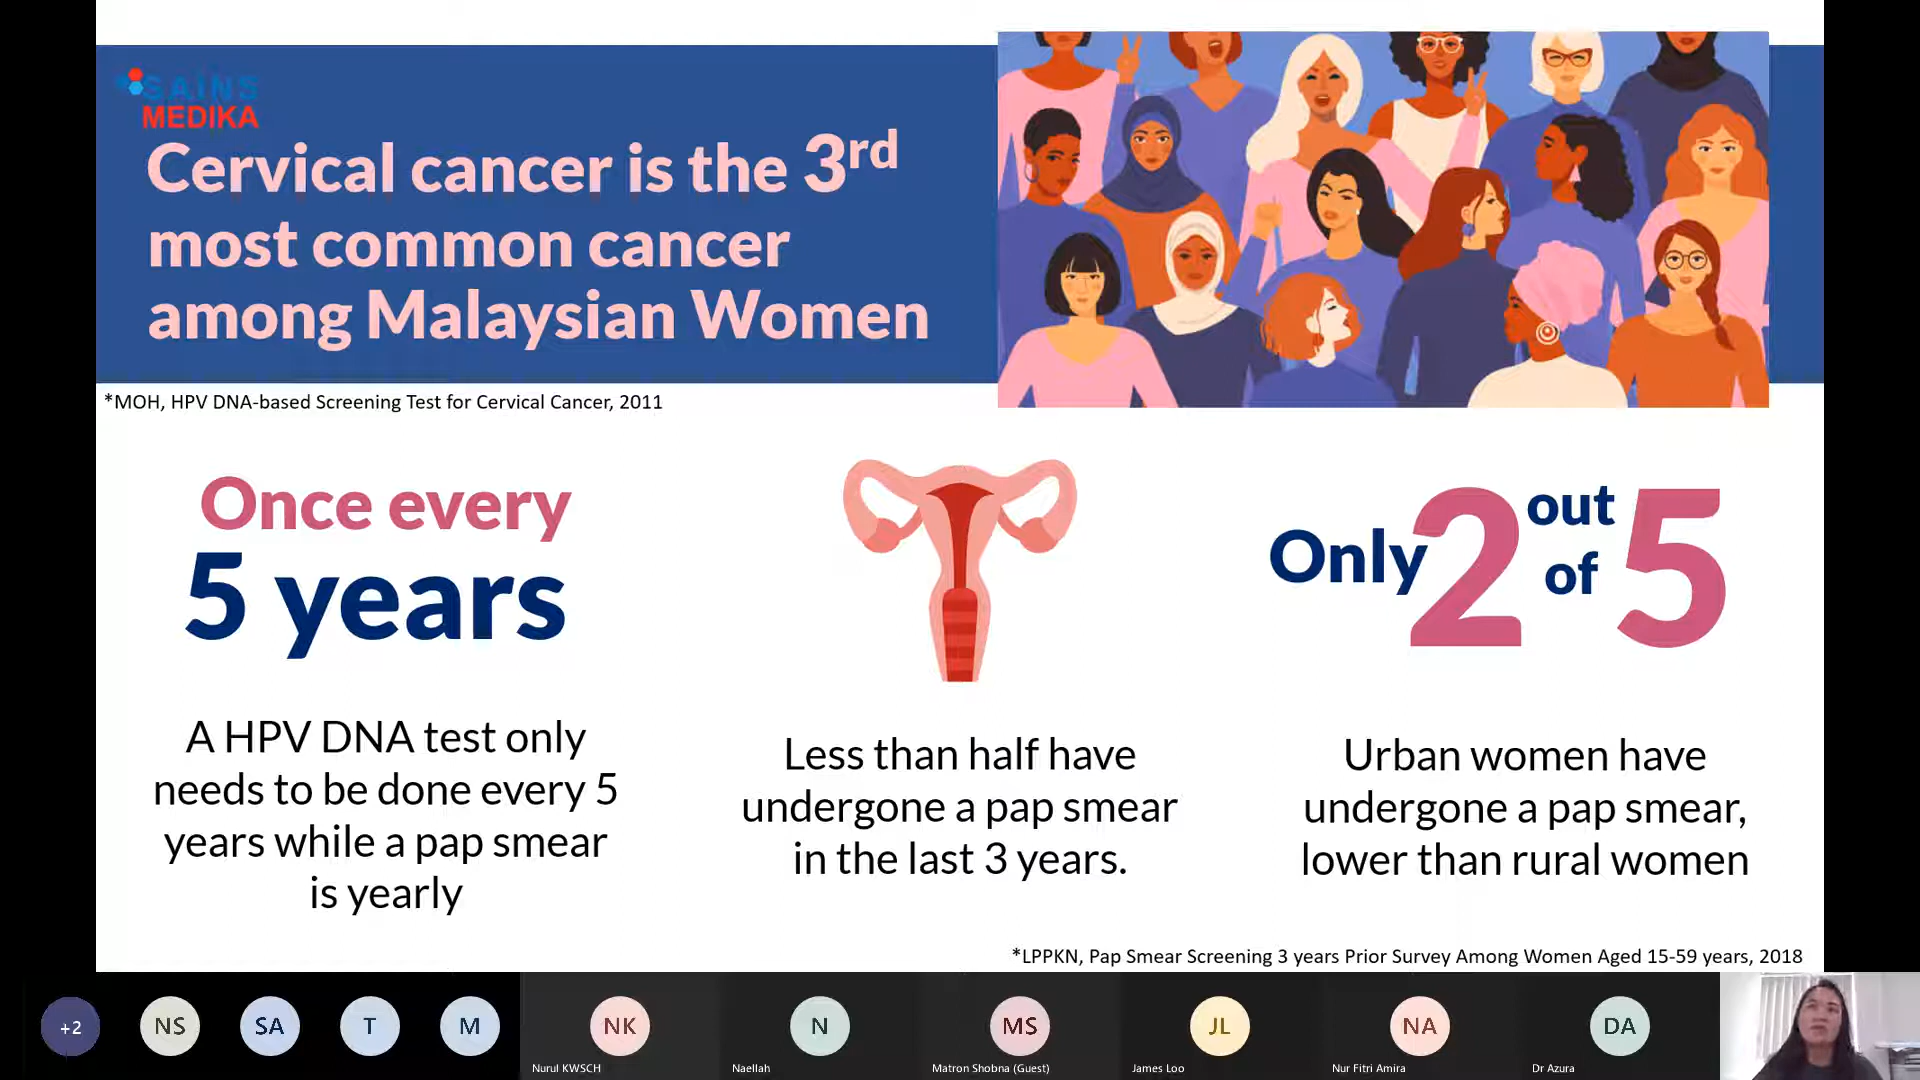 SAINS
MEDIKA
Cervical cancer is the 3rd
most common cancer
among Malaysian Women
*MOH, HPV DNA-based Screening Test for Cervical Cancer, 2011
Once every
5 years
A HPV DNA test only
needs to be done every 5
years while a pap smear
is yearly
Less than half have
undergone a pap smear
in the last 3 years.
Only 2 out of 5
Urban women have
undergone a pap smear,
lower than rural women
*LPPKN, Pap Smear Screening 3 years Prior Survey Among Women Aged 15-59 years, 2018
+2
NS
SA
T
M
NK
N
MS
JL
NA
DA
Nurul KWSCH
Naellah
Matron Shobna (Guest)
James Loo
Nur Fitri Amira
Dr Azura